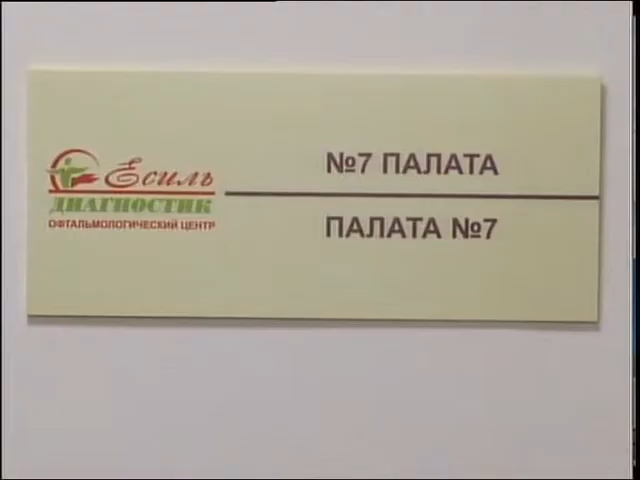 Есиль
ДИАГНОСТИК
ОФТАЛЬМОЛОГИЧЕСКИЙ ЦЕНТР
№7 ПАЛАТА
ПАЛАТА №7